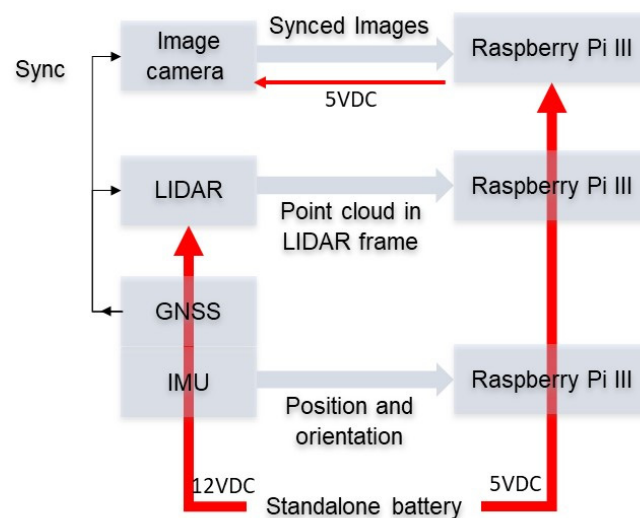 Synced Images
Image
camera
Raspberry Pi III
Sync
5VDC
LIDAR
Raspberry Pi III
Point cloud in
LIDAR frame
GNSS
IMU
Raspberry Pi III
Position and
orientation
12VDC
5VDC
Standalone battery